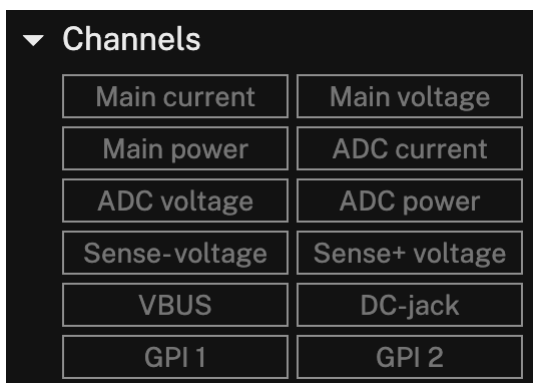 Channels
Main current Main voltage
Main power ADC current
ADC voltage ADC power
Sense-voltage Sense+ voltage
VBUS DC-jack
GPI 1 GPI 2